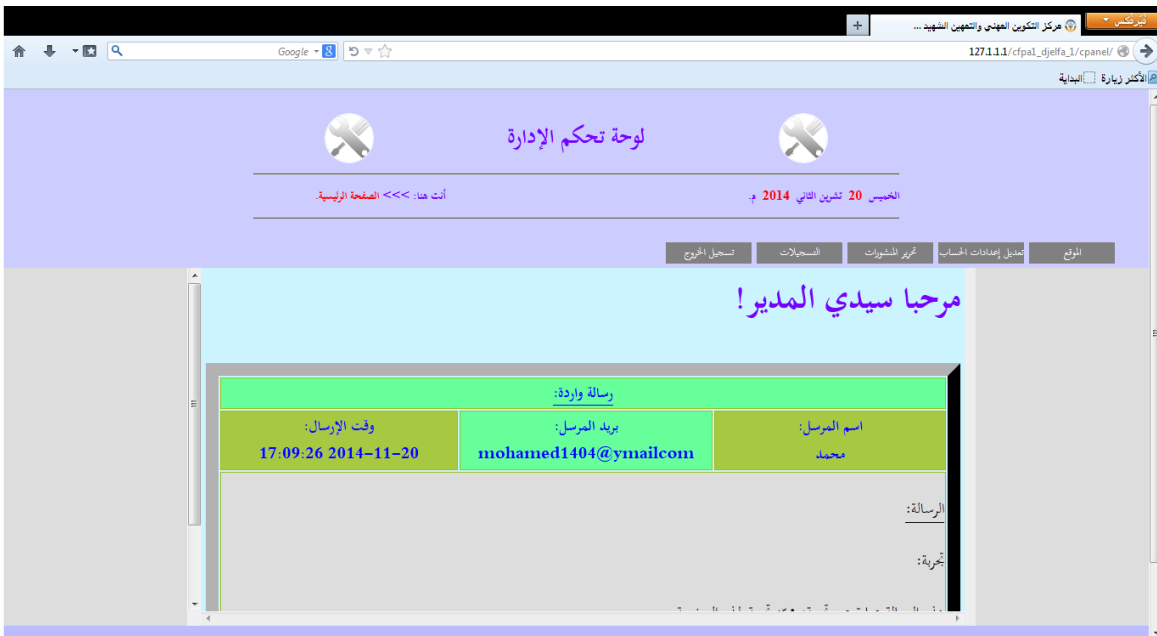 فَيَرفُكس
مركز التكوين المهني والتمهين الشهيد ...
127.1.1.1/cfpa1_djelfa_1/cpanel/
Google
الأكثر زيارة
البداية
لوحة تحكم الإدارة
الخميس 20 تشرين الثاني 2014 م.
أنت هنا: >>> الصفحة الرئيسية.
الموقع
تعديل إعدادات الحساب
تحرير المنشورات
التسجيلات
تسجيل الخروج
مرحبا سيدي المدير!
رسالة واردة:
اسم المرسل:
محمد
بريد المرسل:
mohamed1404@ymailcom
وقت الإرسال:
17:09:26 2014-11-20
الرسالة:
تجربة: